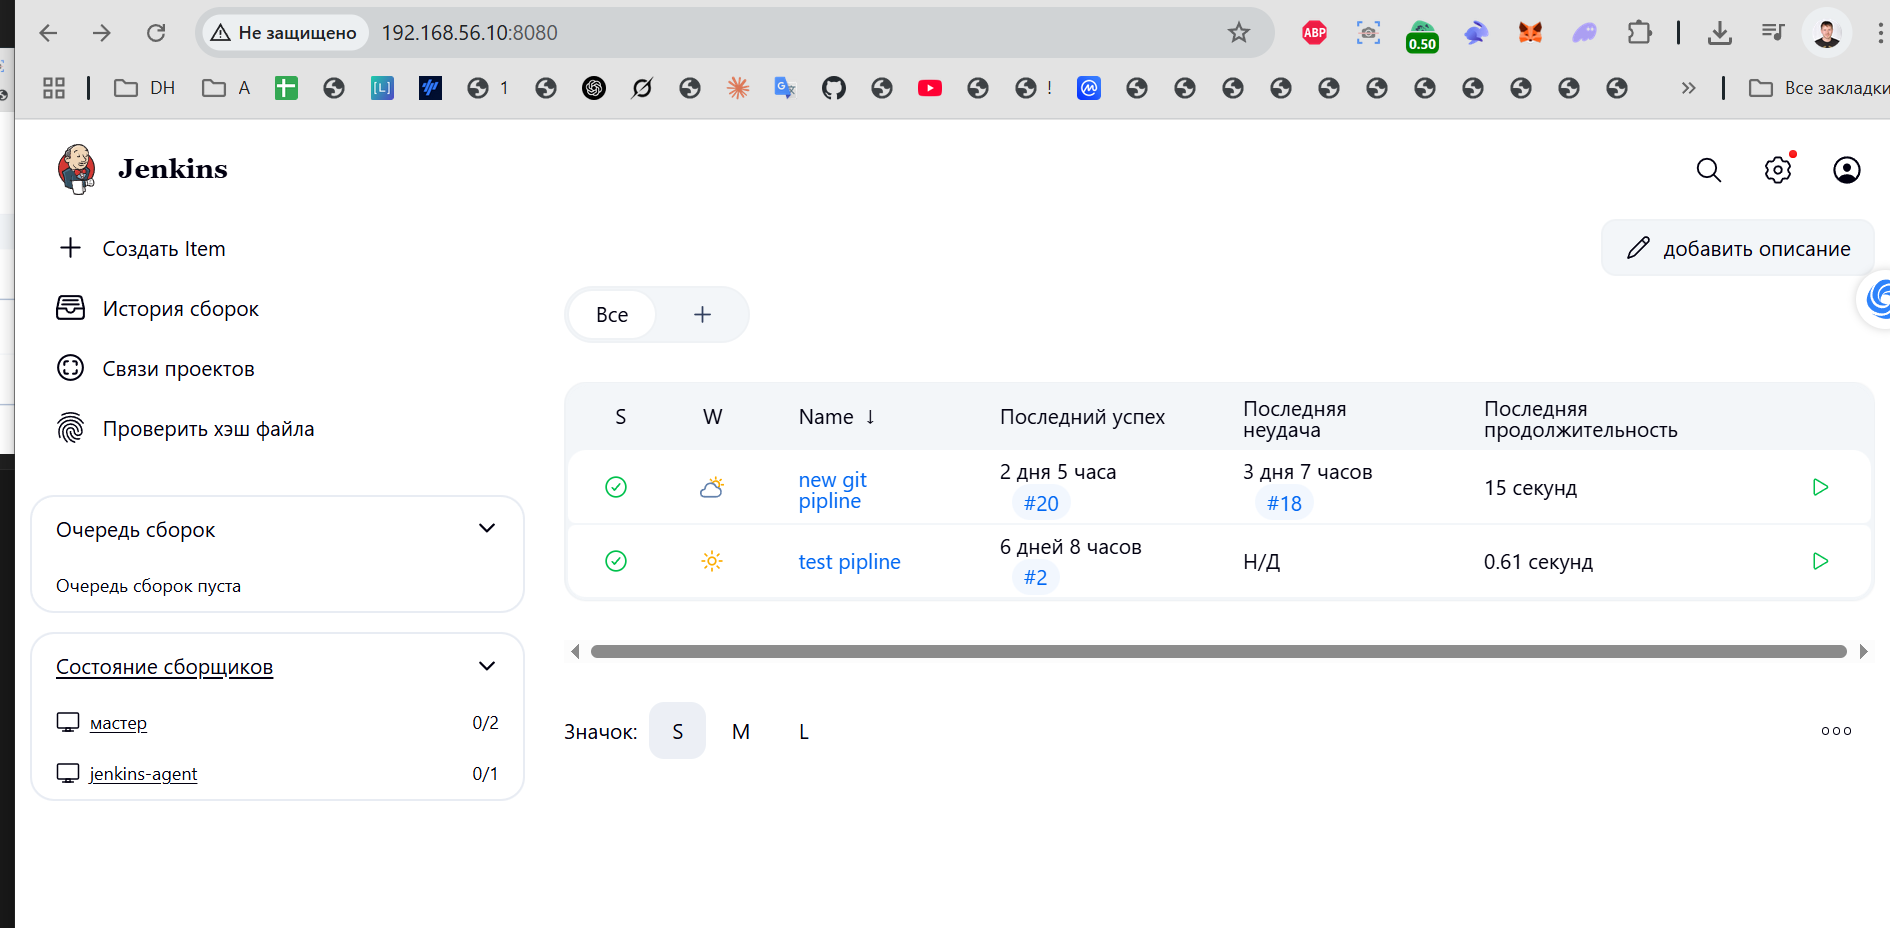 Не защищено
192.168.56.10:8080
ABP
0.50
DH
A
[L]
1
!
Все закладки
Jenkins
Создать Item
История сборок
Связи проектов
Проверить хэш файла
добавить описание
Все
S
W
Name ↓
Последний успех
Последняя
неудача
Последняя
продолжительность
new git
pipline
2 дня 5 часа
#20
3 дня 7 часов
#18
15 секунд
test pipline
6 дней 8 часов
#2
Н/Д
0.61 секунд
Очередь сборок
Очередь сборок пуста
Состояние сборщиков
мастер
0/2
jenkins-agent
0/1
Значок:
S
M
L